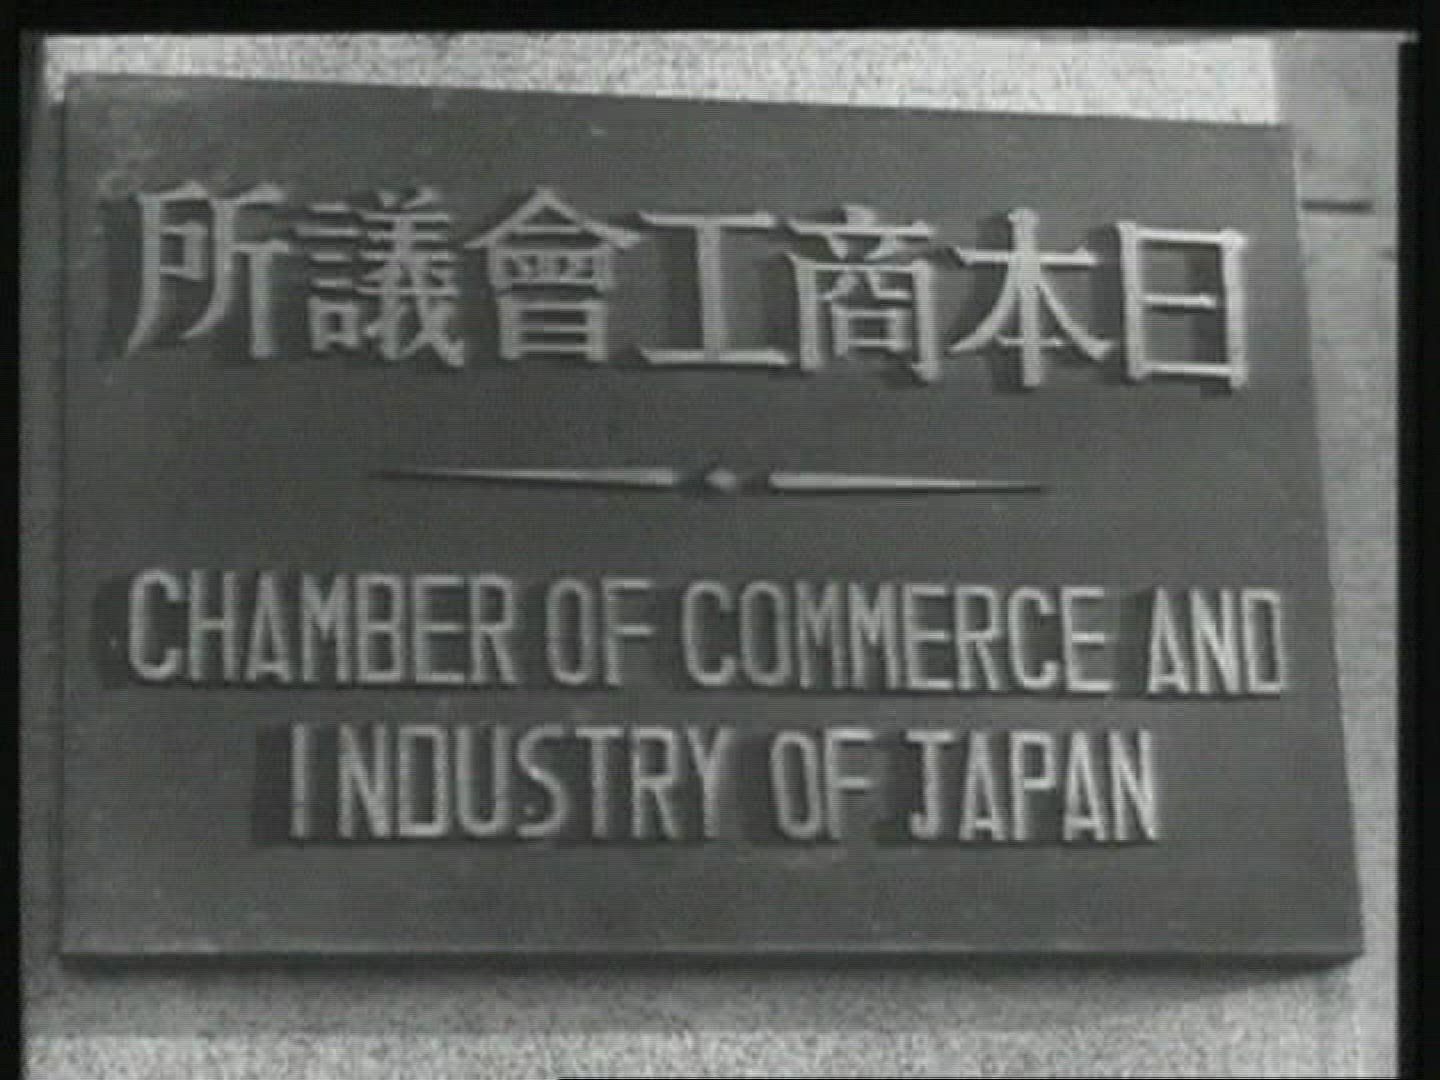 日本商工會議所
CHAMBER OF COMMERCE AND
INDUSTRY OF JAPAN